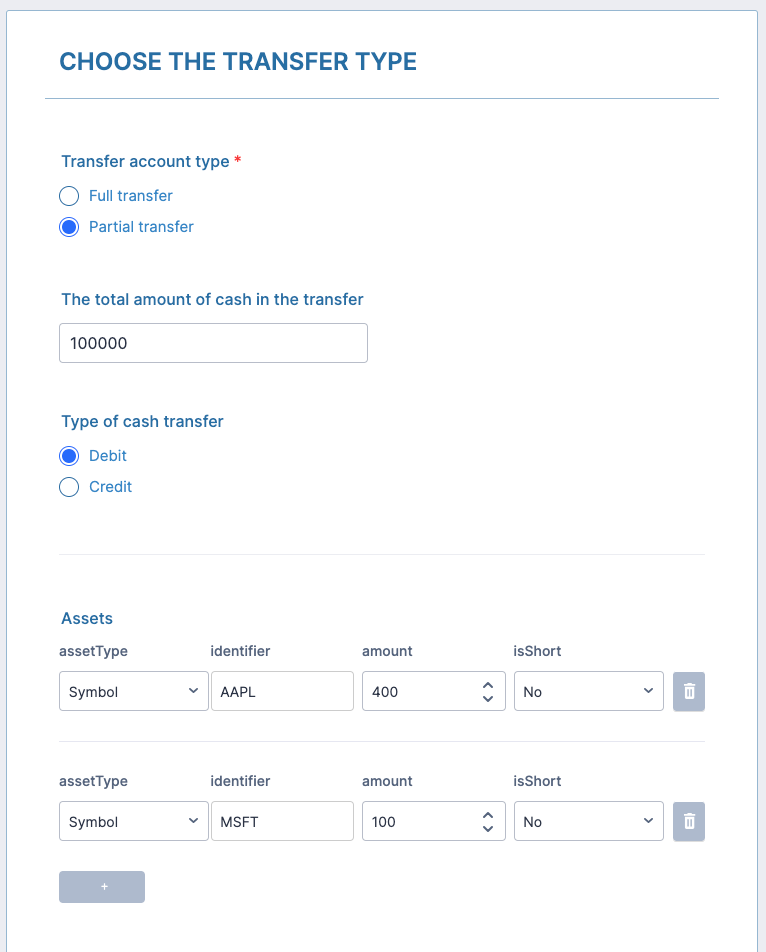 CHOOSE THE TRANSFER TYPE
Transfer account type *
Full transfer
Partial transfer
The total amount of cash in the transfer
100000
Type of cash transfer
Debit
Credit
Assets
assetType identifier amount isShort
Symbol AAPL 400 No
assetType identifier amount isShort
Symbol MSFT 100 No
+